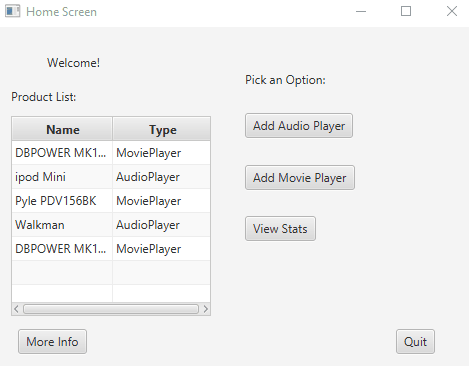 Home Screen
Welcome!
Pick an Option:
Product List:
Name Type
DBPOWER MK1... MoviePlayer
ipod Mini AudioPlayer
Pyle PDV156BK MoviePlayer
Walkman AudioPlayer
DBPOWER MK1... MoviePlayer
Add Audio Player
Add Movie Player
View Stats
More Info
Quit